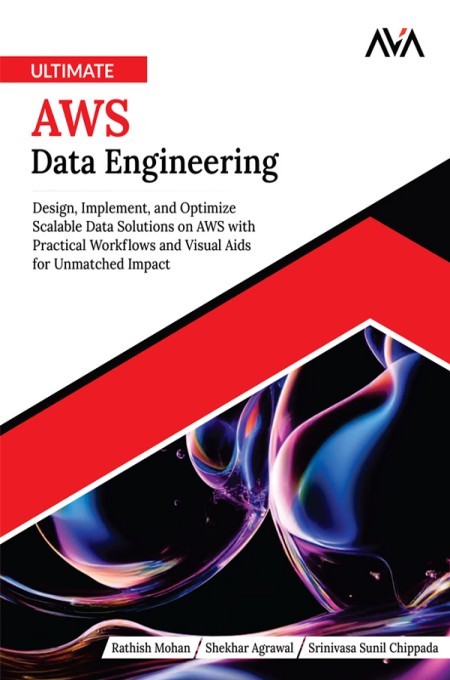 AVA
ULTIMATE
AWS
Data Engineering
Design, Implement, and Optimize
Scalable Data Solutions on AWS with
Practical Workflows and Visual Aids
for Unmatched Impact
Rathish Mohan / Shekhar Agrawal / Srinivasa Sunil Chippada